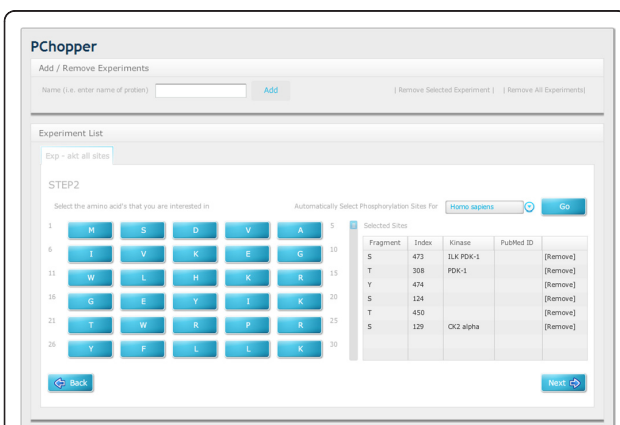 PChopper
Add / Remove Experiments
Name (i.e. enter name of protien) Add | Remove Selected Experiment | | Remove All Experiments|
Experiment List
Exp - akt all sites
STEP2
Select the amino acid's that you are interested in Automatically Select Phosphorylation Sites For Homo sapiens Go
1 M S D V A 5
6 I V K E G 10
11 W L H K R 15
16 G E Y I K 20
21 T W R P R 25
26 Y F L L K 30
Selected Sites
Fragment Index Kinase PubMed ID
S 473 ILK PDK-1 [Remove]
T 308 PDK-1 [Remove]
Y 474 [Remove]
S 124 [Remove]
T 450 [Remove]
S 129 CK2 alpha [Remove]
Back Next